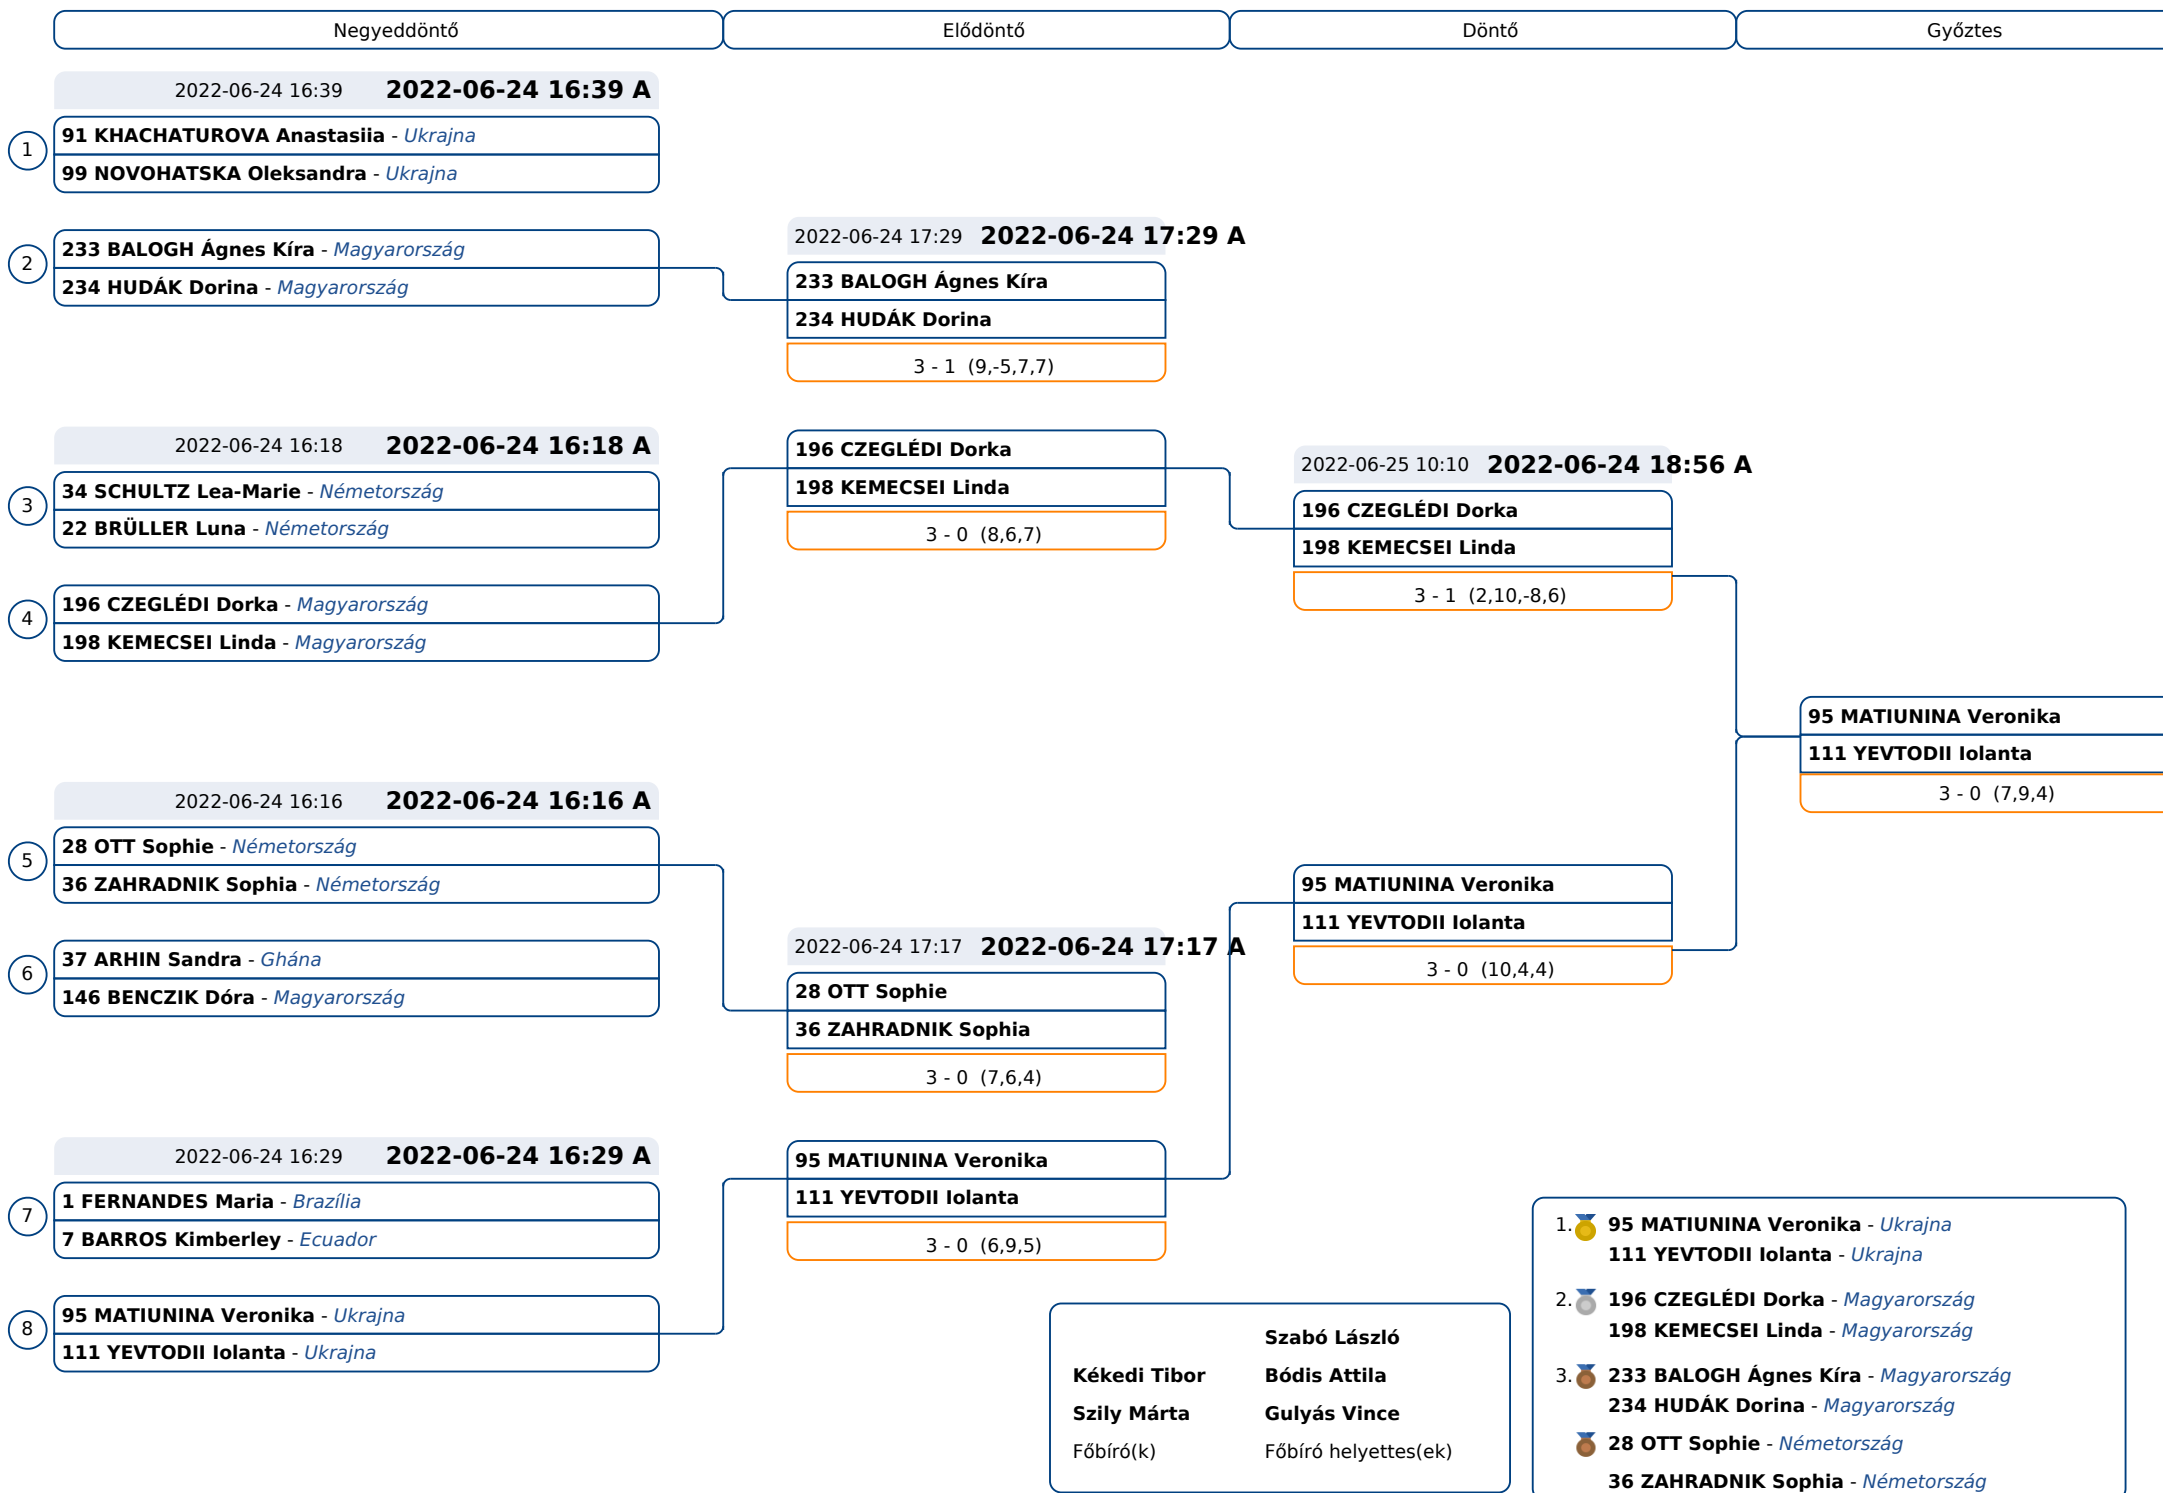 Negyeddöntő
Elődöntő
Döntő
Győztes
2022-06-24 16:39 2022-06-24 16:39 A
1
91 KHACHATUROVA Anastasiia - Ukrajna
99 NOVOHATSKA Oleksandra - Ukrajna
2
233 BALOGH Ágnes Kíra - Magyarország
234 HUDÁK Dorina - Magyarország
2022-06-24 17:29 2022-06-24 17:29 A
233 BALOGH Ágnes Kíra
234 HUDÁK Dorina
3 - 1 (9,-5,7,7)
2022-06-24 16:18 2022-06-24 16:18 A
3
34 SCHULTZ Lea-Marie - Németország
22 BRÜLLER Luna - Németország
4
196 CZEGLÉDI Dorka - Magyarország
198 KEMECSEI Linda - Magyarország
196 CZEGLÉDI Dorka
198 KEMECSEI Linda
3 - 0 (8,6,7)
2022-06-25 10:10 2022-06-24 18:56 A
196 CZEGLÉDI Dorka
198 KEMECSEI Linda
3 - 1 (2,10,-8,6)
95 MATIUNINA Veronika
111 YEVTODII Iolanta
3 - 0 (7,9,4)
2022-06-24 16:16 2022-06-24 16:16 A
5
28 OTT Sophie - Németország
36 ZAHRADNIK Sophia - Németország
6
37 ARHIN Sandra - Ghána
146 BENCZIK Dóra - Magyarország
2022-06-24 17:17 2022-06-24 17:17 A
28 OTT Sophie
36 ZAHRADNIK Sophia
3 - 0 (7,6,4)
95 MATIUNINA Veronika
111 YEVTODII Iolanta
3 - 0 (10,4,4)
2022-06-24 16:29 2022-06-24 16:29 A
7
1 FERNANDES Maria - Brazília
7 BARROS Kimberley - Ecuador
8
95 MATIUNINA Veronika - Ukrajna
111 YEVTODII Iolanta - Ukrajna
95 MATIUNINA Veronika
111 YEVTODII Iolanta
3 - 0 (6,9,5)
Szabó László
Kékedi Tibor Bódis Attila
Szily Márta Gulyás Vince
Főbíró(k) Főbíró helyettes(ek)
1. 95 MATIUNINA Veronika - Ukrajna
111 YEVTODII Iolanta - Ukrajna
2. 196 CZEGLÉDI Dorka - Magyarország
198 KEMECSEI Linda - Magyarország
3. 233 BALOGH Ágnes Kíra - Magyarország
234 HUDÁK Dorina - Magyarország
28 OTT Sophie - Németország
36 ZAHRADNIK Sophia - Németország